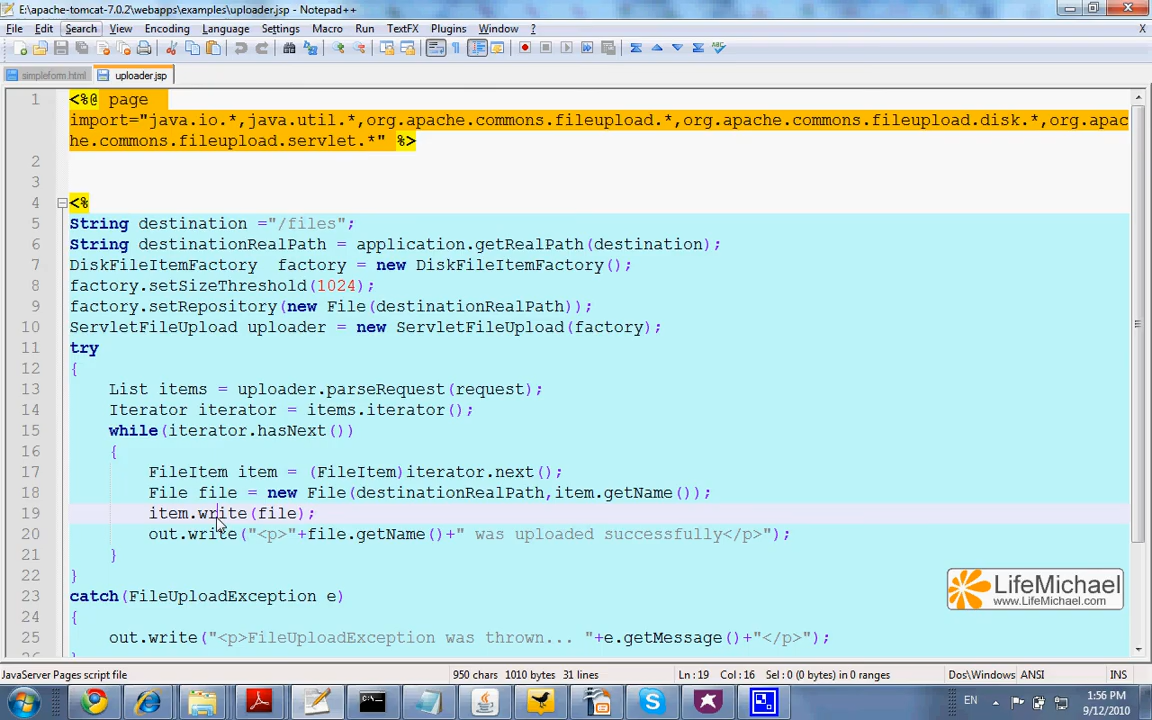 E:\apache-tomcat-7.0.2\webapps\examples\uploader.jsp - Notepad++
File Edit Search View Encoding Language Settings Macro Run TextFX Plugins Window ? X
simpleform.html uploader.jsp
1 <%@ page
import="java.io.*,java.util.*,org.apache.commons.fileupload.*,org.apache.commons.fileupload.disk.*,org.apac
he.commons.fileupload.servlet.*" %>
2
3
4 <%
5 String destination ="/files";
6 String destinationRealPath = application.getRealPath(destination);
7 DiskFileItemFactory  factory = new DiskFileItemFactory();
8 factory.setSizeThreshold(1024);
9 factory.setRepository(new File(destinationRealPath));
10 ServletFileUpload uploader = new ServletFileUpload(factory);
11 try
12 {
13 List items = uploader.parseRequest(request);
14 Iterator iterator = items.iterator();
15 while(iterator.hasNext())
16 {
17 FileItem item = (FileItem)iterator.next();
18 File file = new File(destinationRealPath,item.getName());
19 item.write(file);
20 out.write("<p>"+file.getName()+" was uploaded successfully</p>");
21 }
22 }
23 catch(FileUploadException e)
24 {
25 out.write("<p>FileUploadException was thrown... "+e.getMessage()+"</p>");
26
LifeMichael
www.LifeMichael.com
JavaServer Pages script file 950 chars 1010 bytes 31 lines Ln:19 Col:16 Sel:0 (0 bytes) in 0 ranges Dos\Windows ANSI INS
EN 1:56 PM
9/12/2010